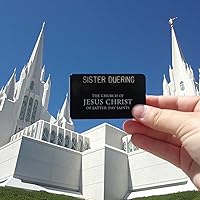 SISTER DUERING
THE CHURCH OF
JESUS CHRIST
OF LATTER-DAY SAINTS